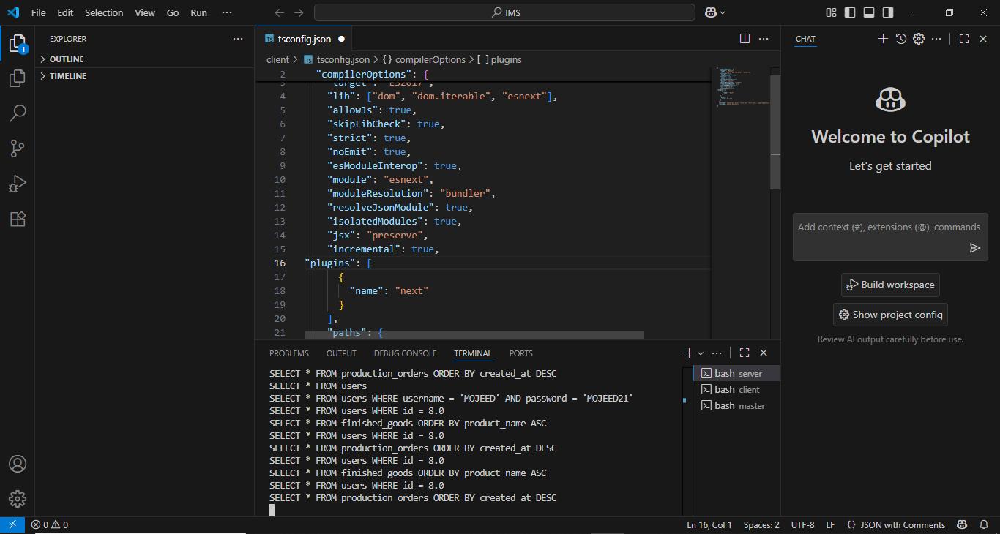 File Edit Selection View Go Run ···
IMS
EXPLORER ···
1
OUTLINE
TIMELINE
TS tsconfig.json
client > TS tsconfig.json > { } compilerOptions > [ ] plugins
2 "compilerOptions": {
3 "target": "ES2017",
4 "lib": ["dom", "dom.iterable", "esnext"],
5 "allowJs": true,
6 "skipLibCheck": true,
7 "strict": true,
8 "noEmit": true,
9 "esModuleInterop": true,
10 "module": "esnext",
11 "moduleResolution": "bundler",
12 "resolveJsonModule": true,
13 "isolatedModules": true,
14 "jsx": "preserve",
15 "incremental": true,
16 "plugins": [
17 {
18 "name": "next"
19 }
20 ],
21 "paths": {
PROBLEMS OUTPUT DEBUG CONSOLE TERMINAL PORTS
SELECT * FROM production_orders ORDER BY created_at DESC
SELECT * FROM users
SELECT * FROM users WHERE username = 'MOJEED' AND password = 'MOJEED21'
SELECT * FROM users WHERE id = 8.0
SELECT * FROM finished_goods ORDER BY product_name ASC
SELECT * FROM users WHERE id = 8.0
SELECT * FROM production_orders ORDER BY created_at DESC
SELECT * FROM users WHERE id = 8.0
SELECT * FROM finished_goods ORDER BY product_name ASC
SELECT * FROM users WHERE id = 8.0
SELECT * FROM production_orders ORDER BY created_at DESC
bash server
bash client
bash master
CHAT
Welcome to Copilot
Let's get started
Add context (#), extensions (@), commands
Build workspace
Show project config
Review AI output carefully before use.
0 0
Ln 16, Col 1 Spaces: 2 UTF-8 LF { } JSON with Comments